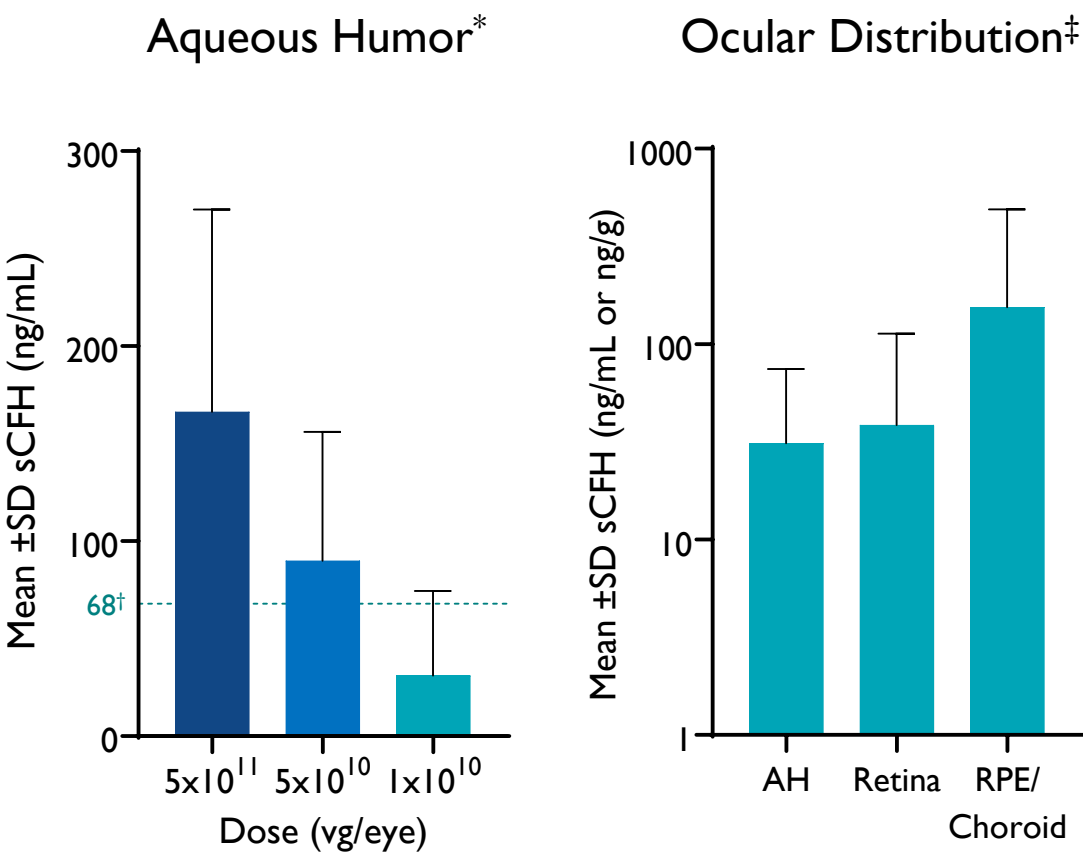 Aqueous Humor*
Mean ±SD sCFH (ng/mL)
300
200
100
68†
0
5x10¹¹ 5x10¹⁰ 1x10¹⁰
Dose (vg/eye)
Ocular Distribution‡
Mean ±SD sCFH (ng/mL or ng/g)
1000
100
10
1
AH Retina RPE/
Choroid